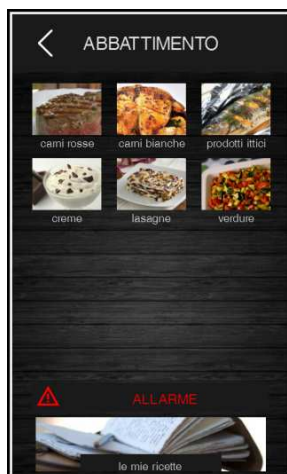 ABBATTIMENTO
carni rosse carni bianche prodotti ittici
creme lasagne verdure
ALLARME
le mie ricette